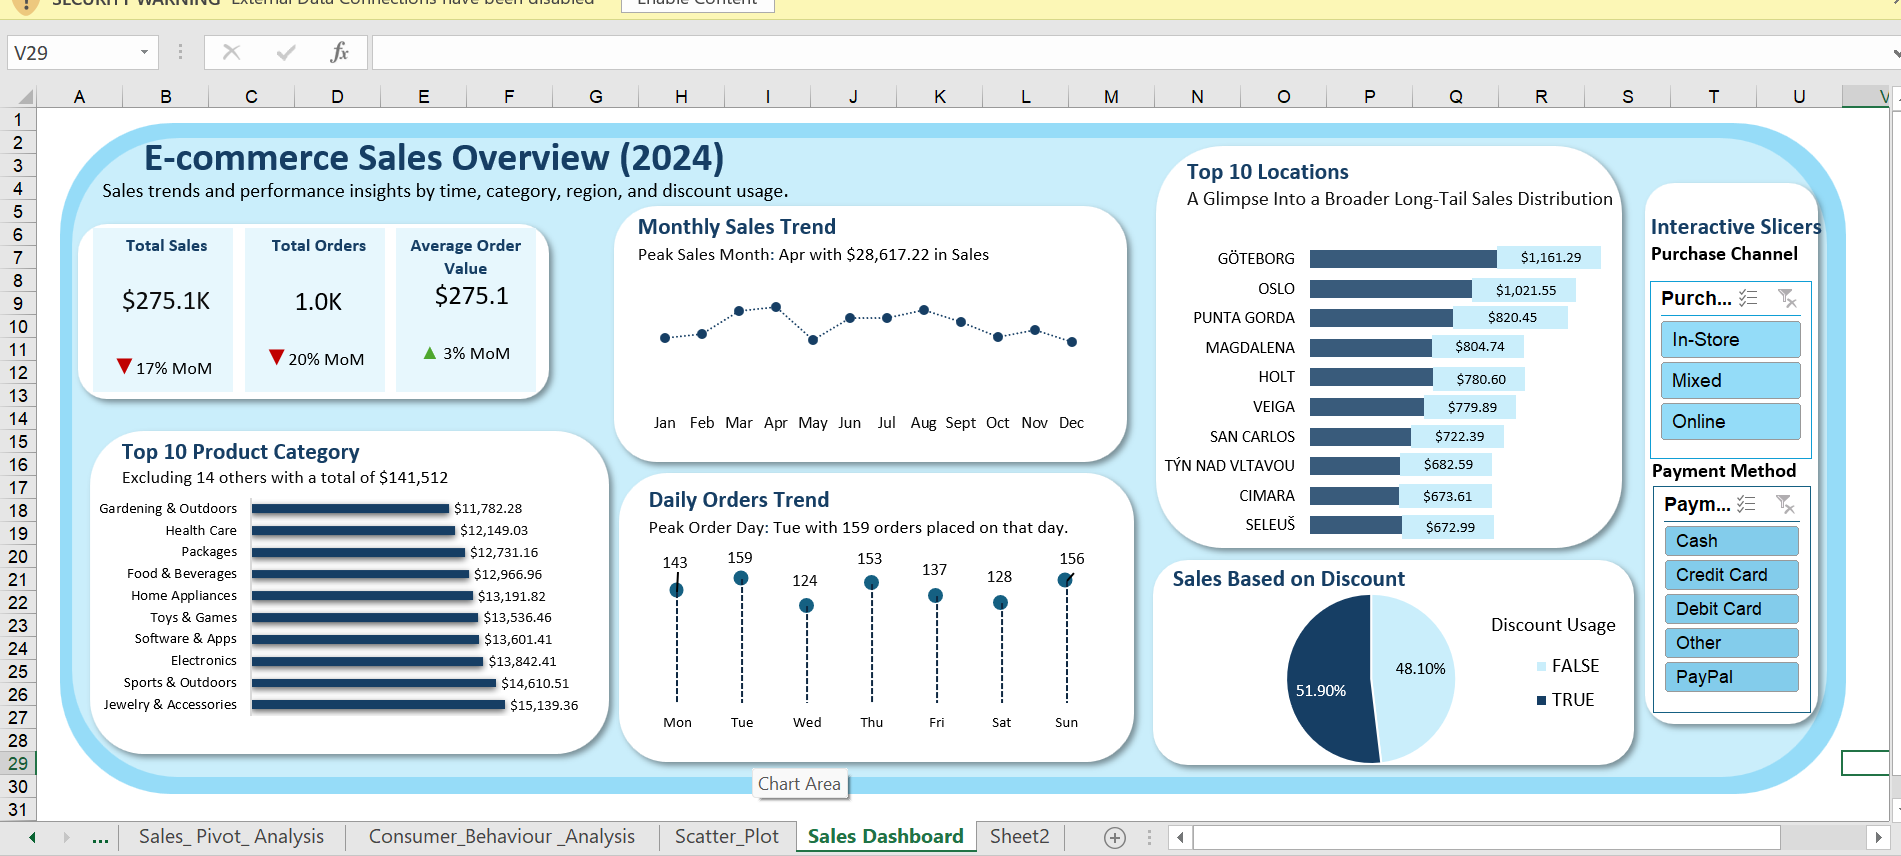 SECURITY WARNING External Data Connections have been disabled Enable Content
V29
fx
A B C D E F G H I J K L M N O P Q R S T U V
1
2
3
4
5
6
7
8
9
10
11
12
13
14
15
16
17
18
19
20
21
22
23
24
25
26
27
28
29
30
31
E-commerce Sales Overview (2024)
Sales trends and performance insights by time, category, region, and discount usage.
Total Sales
$275.1K
▼ 17% MoM
Total Orders
1.0K
▼ 20% MoM
Average Order
Value
$275.1
▲ 3% MoM
Top 10 Product Category
Excluding 14 others with a total of $141,512
Gardening & Outdoors $11,782.28
Health Care $12,149.03
Packages $12,731.16
Food & Beverages $12,966.96
Home Appliances $13,191.82
Toys & Games $13,536.46
Software & Apps $13,601.41
Electronics $13,842.41
Sports & Outdoors $14,610.51
Jewelry & Accessories $15,139.36
Monthly Sales Trend
Peak Sales Month: Apr with $28,617.22 in Sales
Jan Feb Mar Apr May Jun Jul Aug Sept Oct Nov Dec
Daily Orders Trend
Peak Order Day: Tue with 159 orders placed on that day.
143 159 124 153 137 128 156
Mon Tue Wed Thu Fri Sat Sun
Chart Area
Top 10 Locations
A Glimpse Into a Broader Long-Tail Sales Distribution
GÖTEBORG $1,161.29
OSLO $1,021.55
PUNTA GORDA $820.45
MAGDALENA $804.74
HOLT $780.60
VEIGA $779.89
SAN CARLOS $722.39
TÝN NAD VLTAVOU $682.59
CIMARA $673.61
SELEUŠ $672.99
Sales Based on Discount
48.10%
51.90%
Discount Usage
FALSE
TRUE
Interactive Slicers
Purchase Channel
Purch...
In-Store
Mixed
Online
Payment Method
Paym...
Cash
Credit Card
Debit Card
Other
PayPal
... Sales_ Pivot_ Analysis Consumer_Behaviour _Analysis Scatter_Plot Sales Dashboard Sheet2